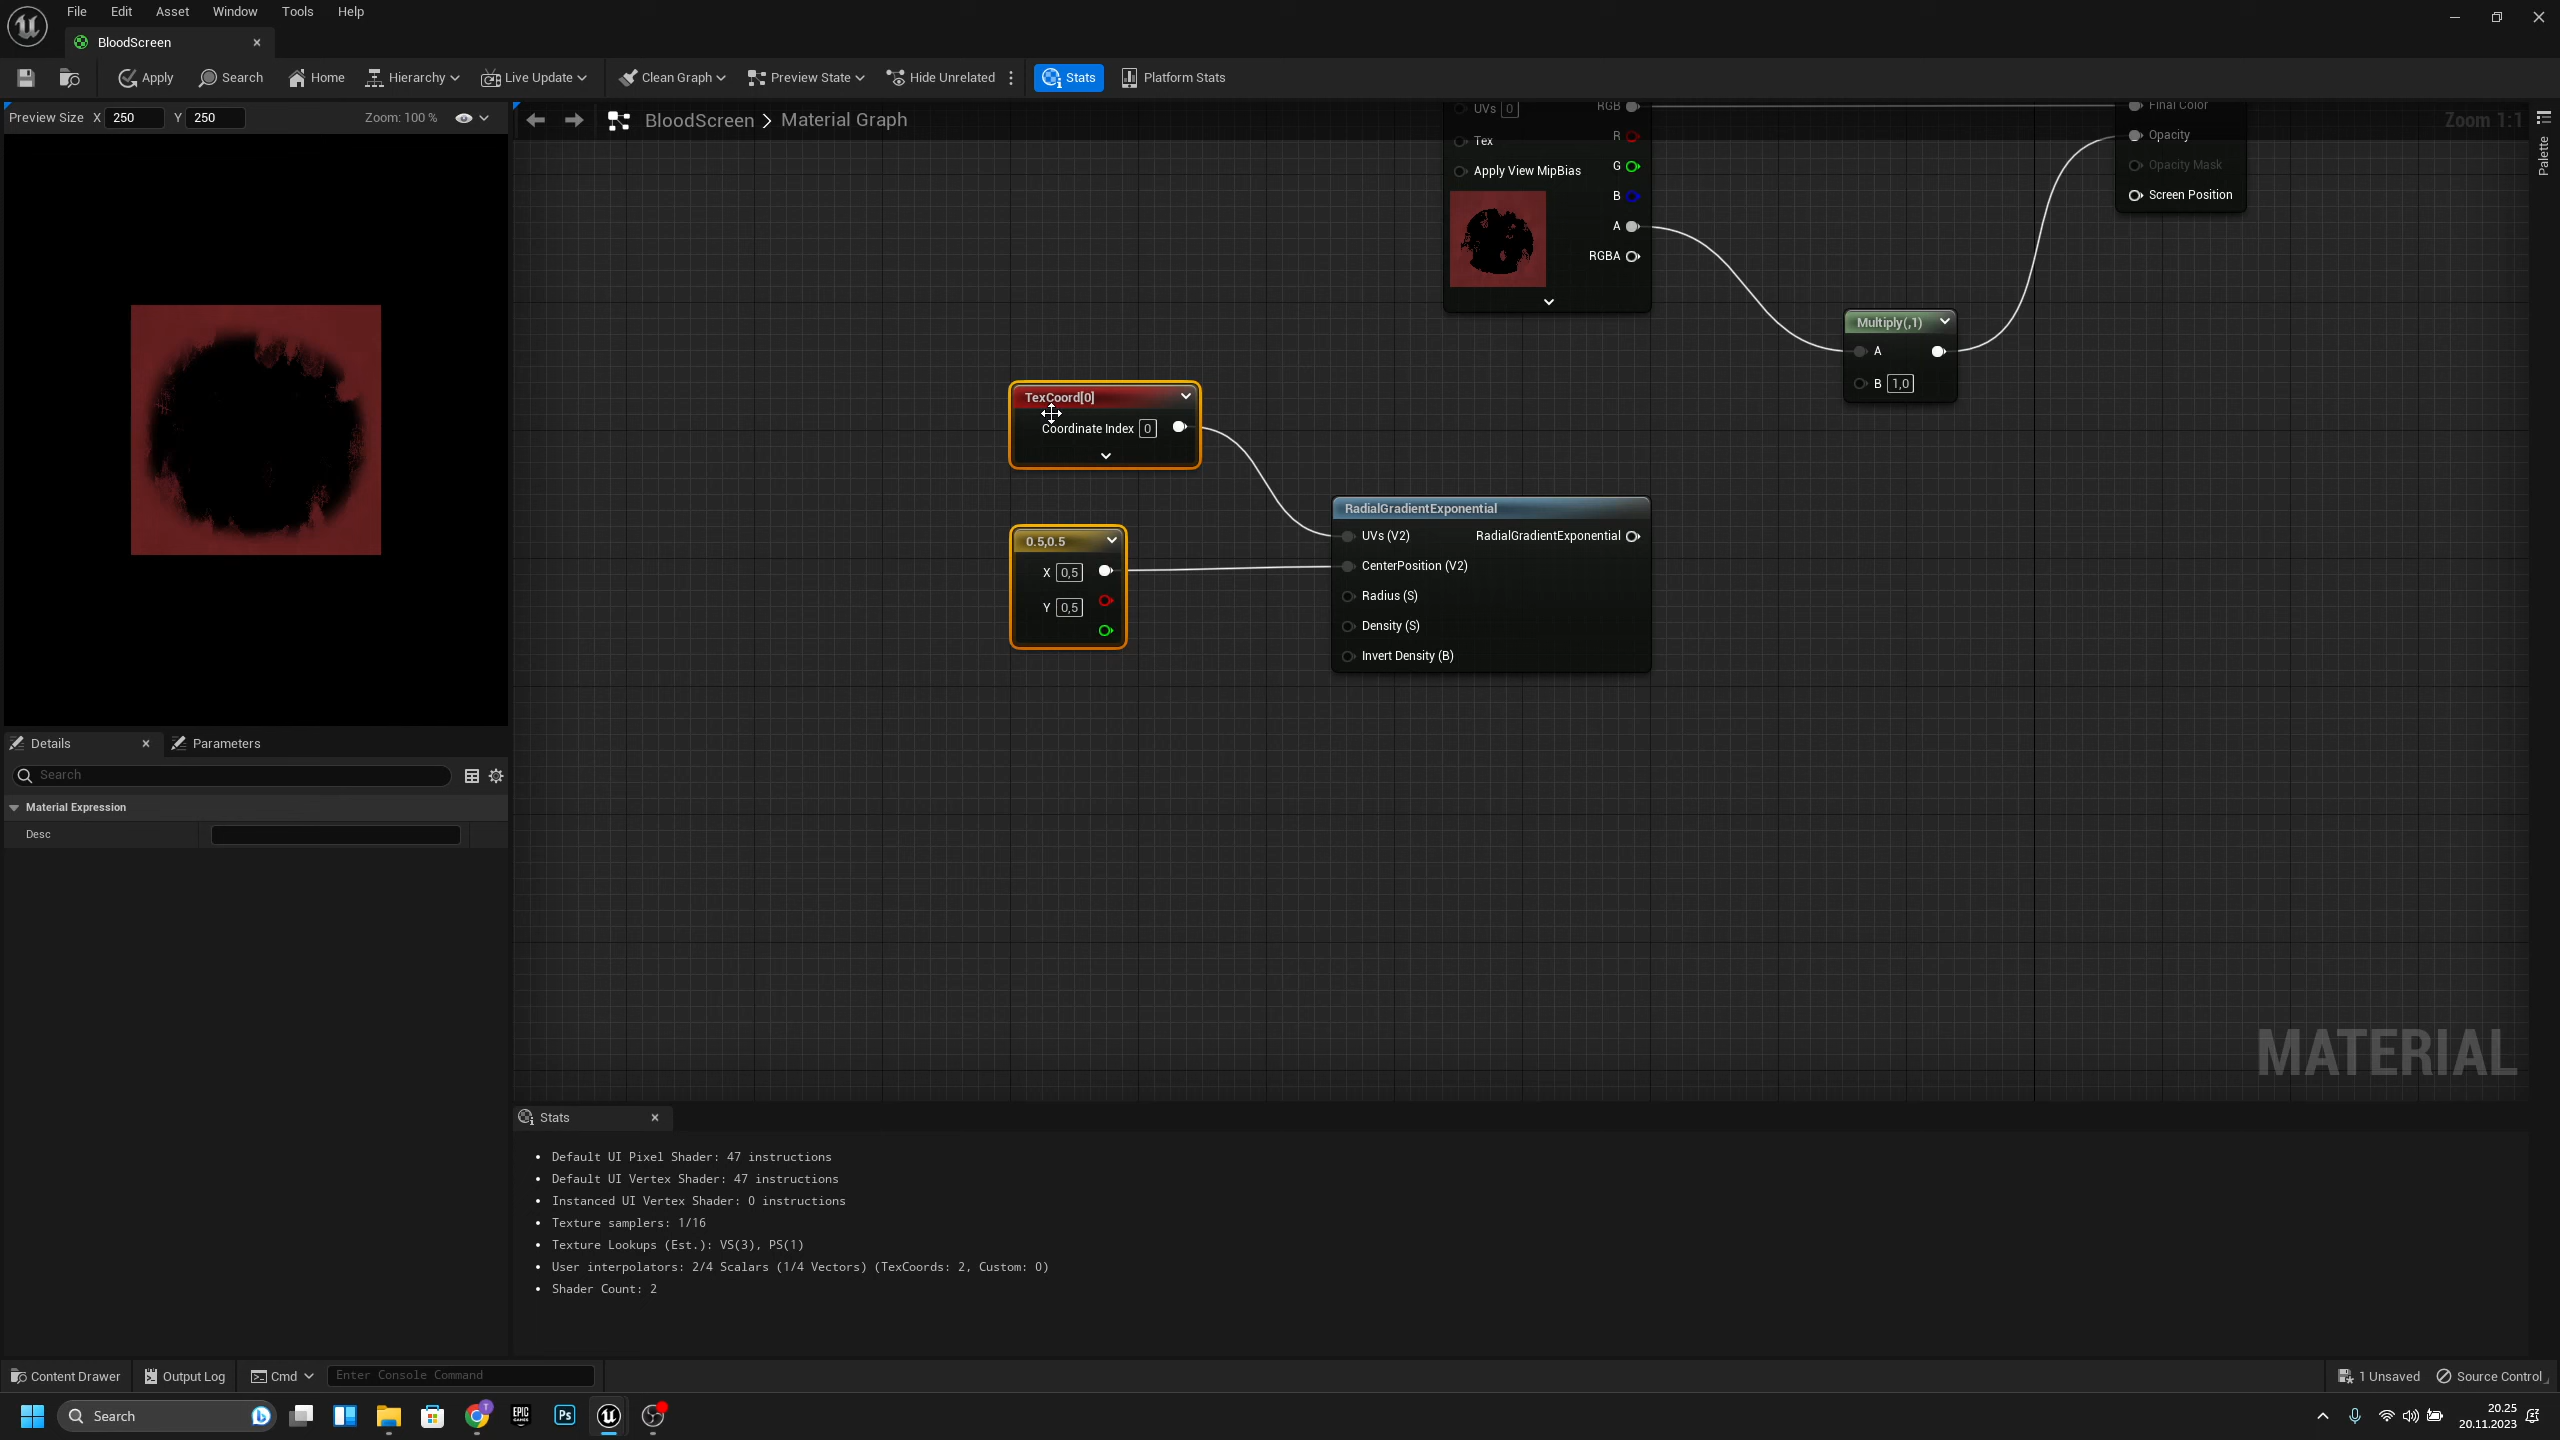 File Edit Asset Window Tools Help
BloodScreen
Apply Search Home Hierarchy Live Update Clean Graph Preview State Hide Unrelated Stats Platform Stats
Preview Size X 250 Y 250 Zoom: 100 %
BloodScreen > Material Graph
Zoom 1:1
Palette
UVs 0 RGB
Tex R
Apply View MipBias G
B
A
RGBA
Final Color
Opacity
Opacity Mask
Screen Position
Multiply(,1)
A
B 1,0
TexCoord[0]
Coordinate Index 0
0.5,0.5
X 0,5
Y 0,5
RadialGradientExponential
UVs (V2) RadialGradientExponential
CenterPosition (V2)
Radius (S)
Density (S)
Invert Density (B)
MATERIAL
Details Parameters
Search
Material Expression
Desc
Stats
• Default UI Pixel Shader: 47 instructions
• Default UI Vertex Shader: 47 instructions
• Instanced UI Vertex Shader: 0 instructions
• Texture samplers: 1/16
• Texture Lookups (Est.): VS(3), PS(1)
• User interpolators: 2/4 Scalars (1/4 Vectors) (TexCoords: 2, Custom: 0)
• Shader Count: 2
Content Drawer Output Log Cmd Enter Console Command 1 Unsaved Source Control
Search
T
EPIC GAMES
Ps
20.25
20.11.2023